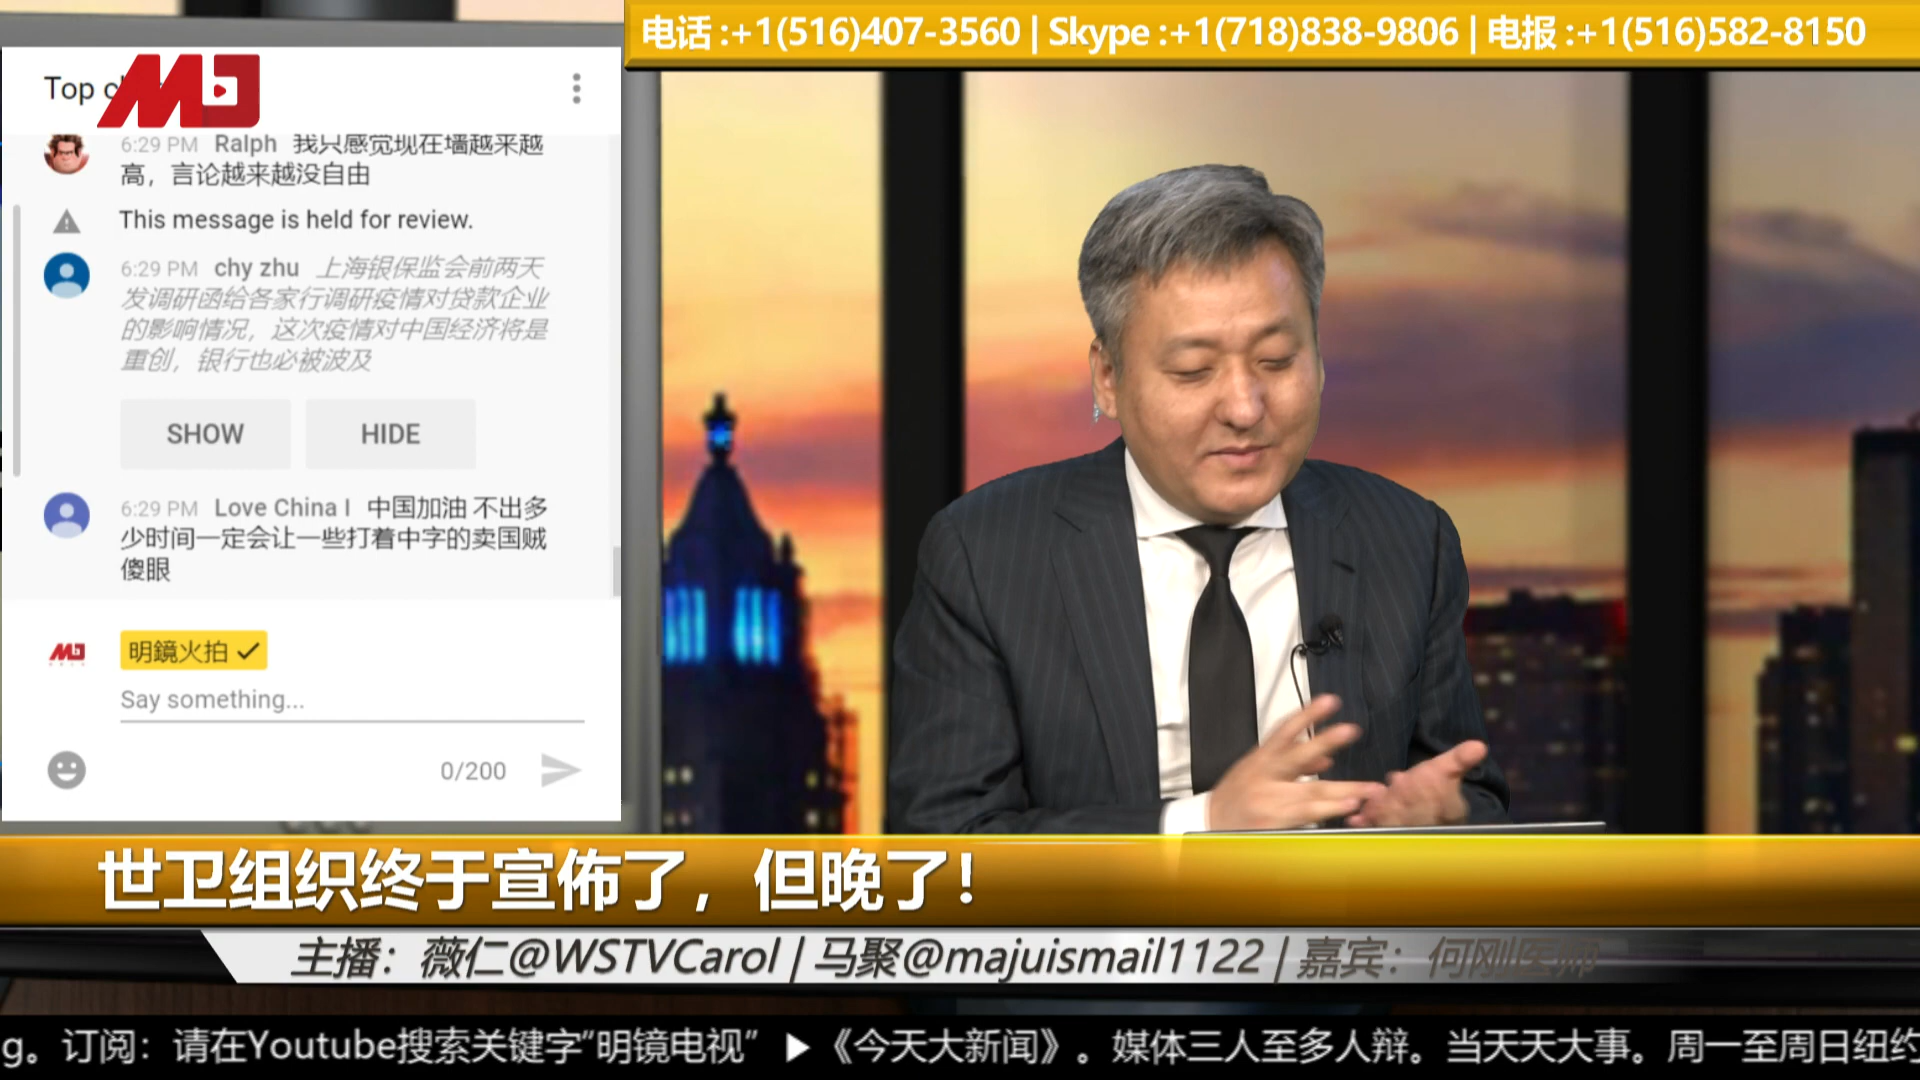 电话 :+1(516)407-3560 | Skype :+1(718)838-9806 | 电报 :+1(516)582-8150
Top
MJ
6:29 PM Ralph 我只感觉现在墙越来越
高，言论越来越没自由
This message is held for review.
6:29 PM chy zhu 上海银保监会前两天
发调研函给各家行调研疫情对贷款企业
的影响情况，这次疫情对中国经济将是
重创，银行也必被波及
SHOW HIDE
6:29 PM Love China I 中国加油 不出多
少时间一定会让一些打着中字的卖国贼
傻眼
MJ 明鏡火拍
Say something...
0/200
世卫组织终于宣佈了，但晚了！
主播：薇仁@WSTVCarol | 马聚@majuismail1122 | 嘉宾：何刚医师
g。订阅：请在Youtube搜索关键字“明镜电视” ▶《今天大新闻》。媒体三人至多人辩。当天天大事。周一至周日纽约